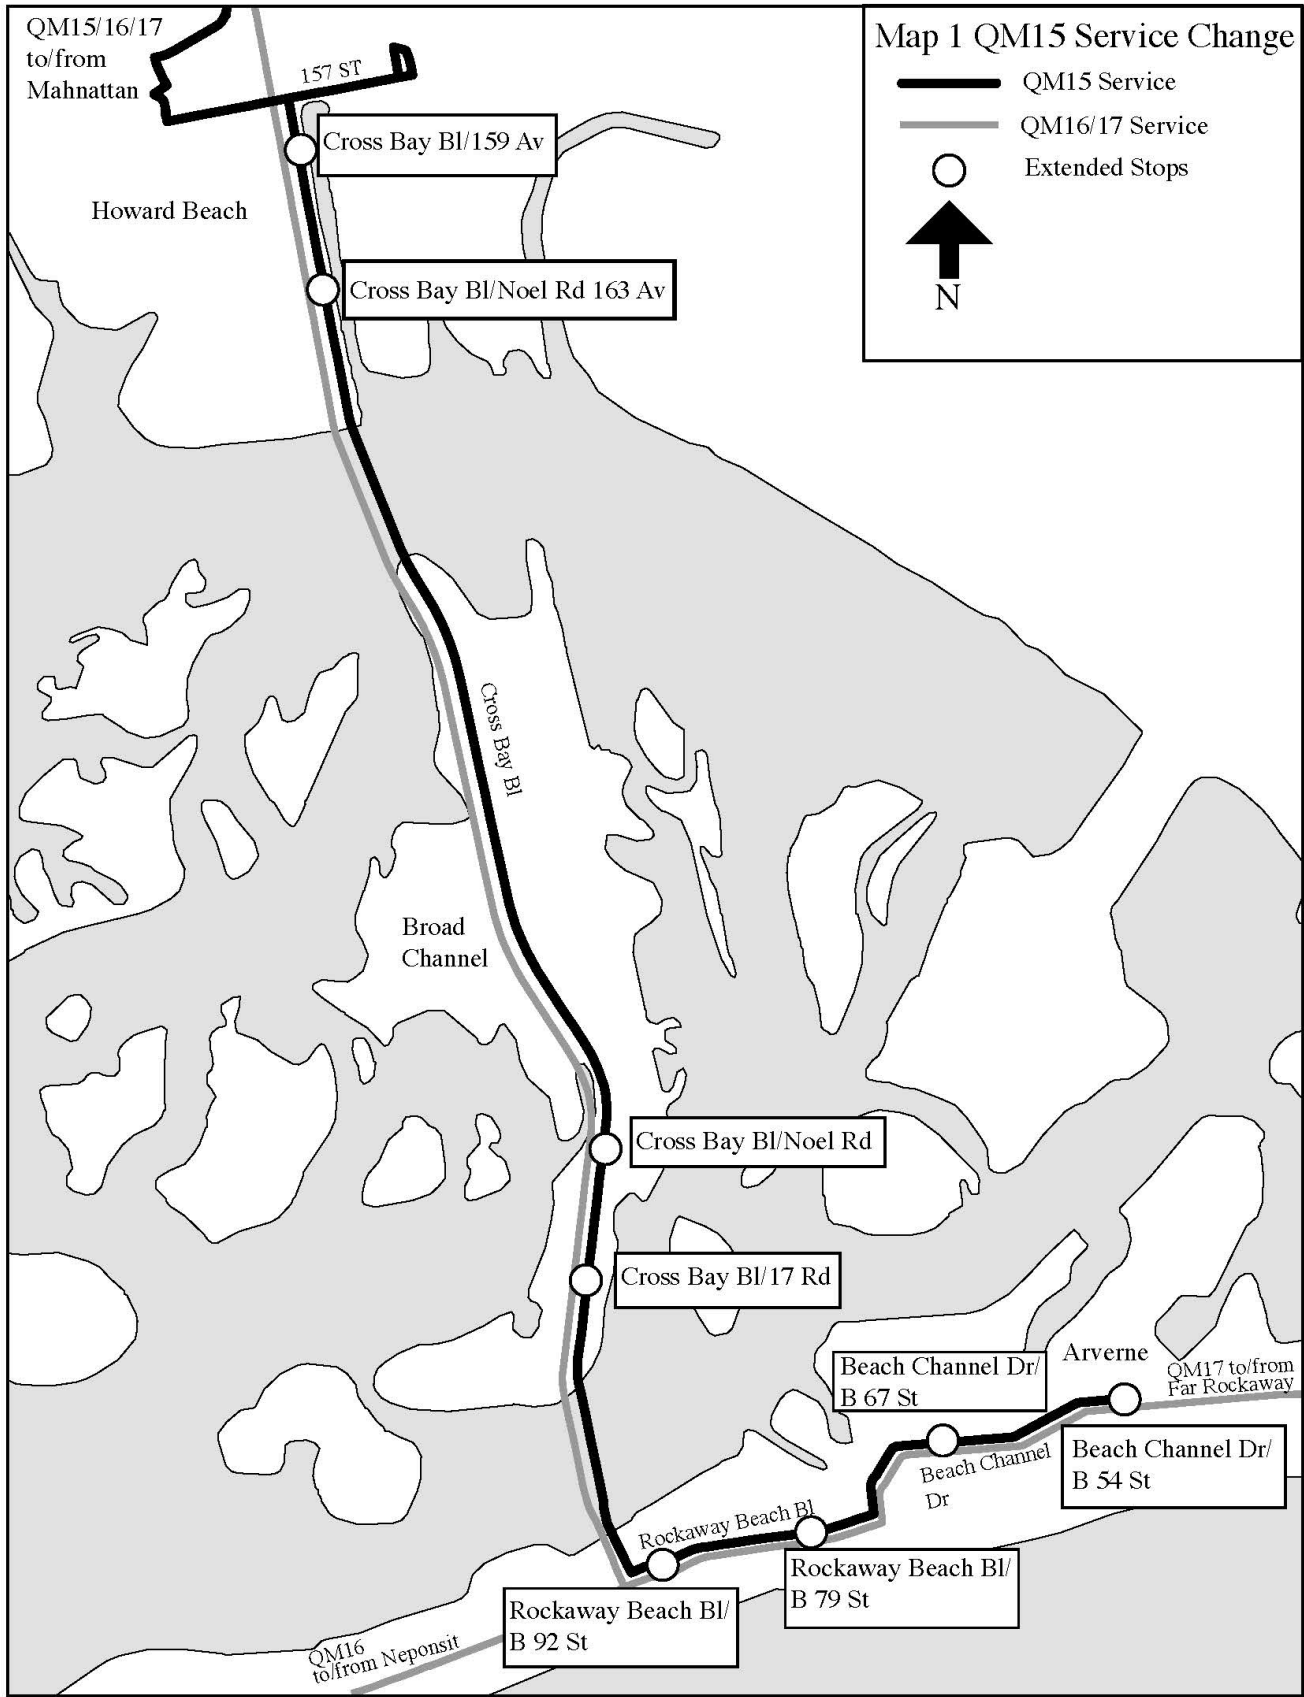 QM15/16/17
to/from
Mahnattan
157 ST
Map 1 QM15 Service Change
QM15 Service
QM16/17 Service
Extended Stops
N
Cross Bay Bl/159 Av
Howard Beach
Cross Bay Bl/Noel Rd 163 Av
Cross Bay Bl
Broad
Channel
Cross Bay Bl/Noel Rd
Cross Bay Bl/17 Rd
Arverne
QM17 to/from
Far Rockaway
Beach Channel Dr/
B 67 St
Beach Channel Dr/
B 54 St
Beach Channel
Dr
Rockaway Beach Bl
Rockaway Beach Bl/
B 79 St
Rockaway Beach Bl/
B 92 St
QM16
to/from Neponsit